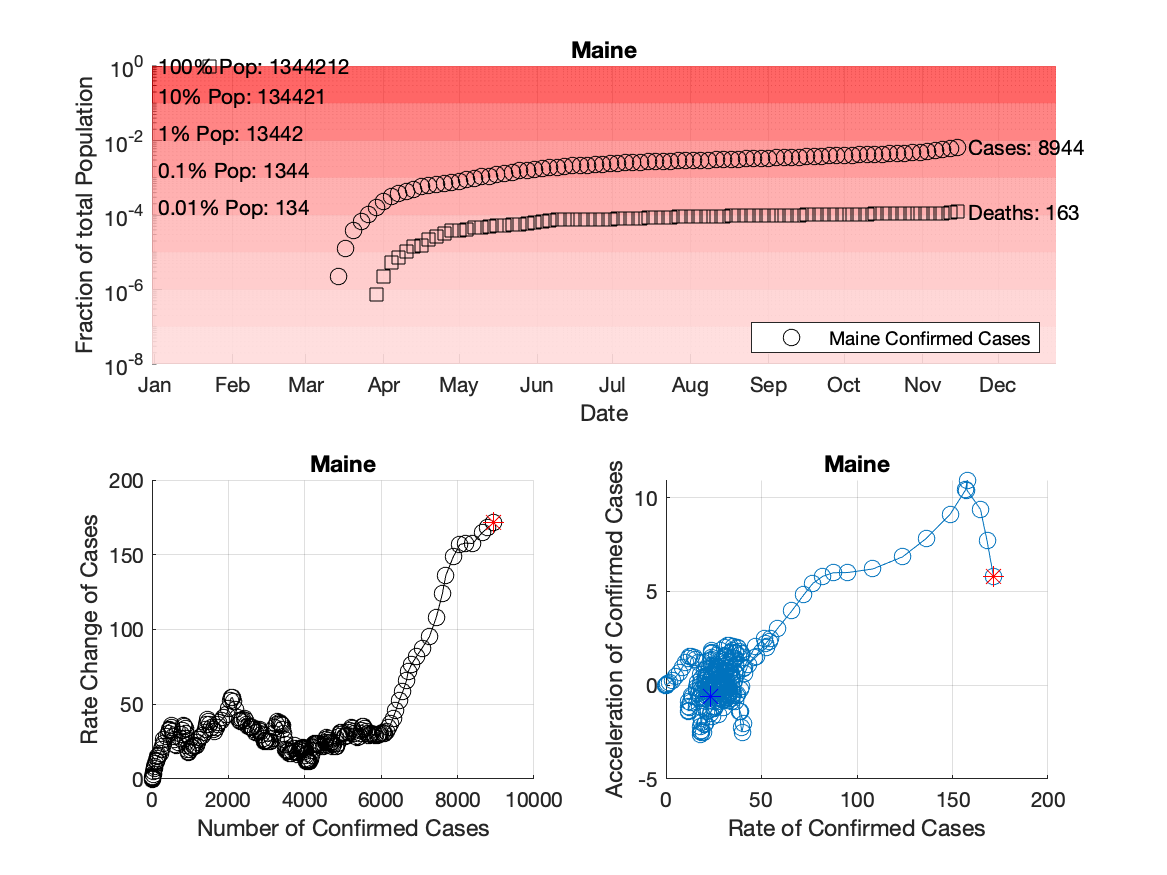 Maine
10^0
10^-2
10^-4
10^-6
10^-8
Fraction of total Population
100% Pop: 1344212
10% Pop: 134421
1% Pop: 13442
0.1% Pop: 1344
0.01% Pop: 134
Cases: 8944
Deaths: 163
Maine Confirmed Cases
Jan Feb Mar Apr May Jun Jul Aug Sep Oct Nov Dec
Date
Maine
200
150
100
50
0
Rate Change of Cases
0 2000 4000 6000 8000 10000
Number of Confirmed Cases
Maine
10
5
0
-5
Acceleration of Confirmed Cases
0 50 100 150 200
Rate of Confirmed Cases